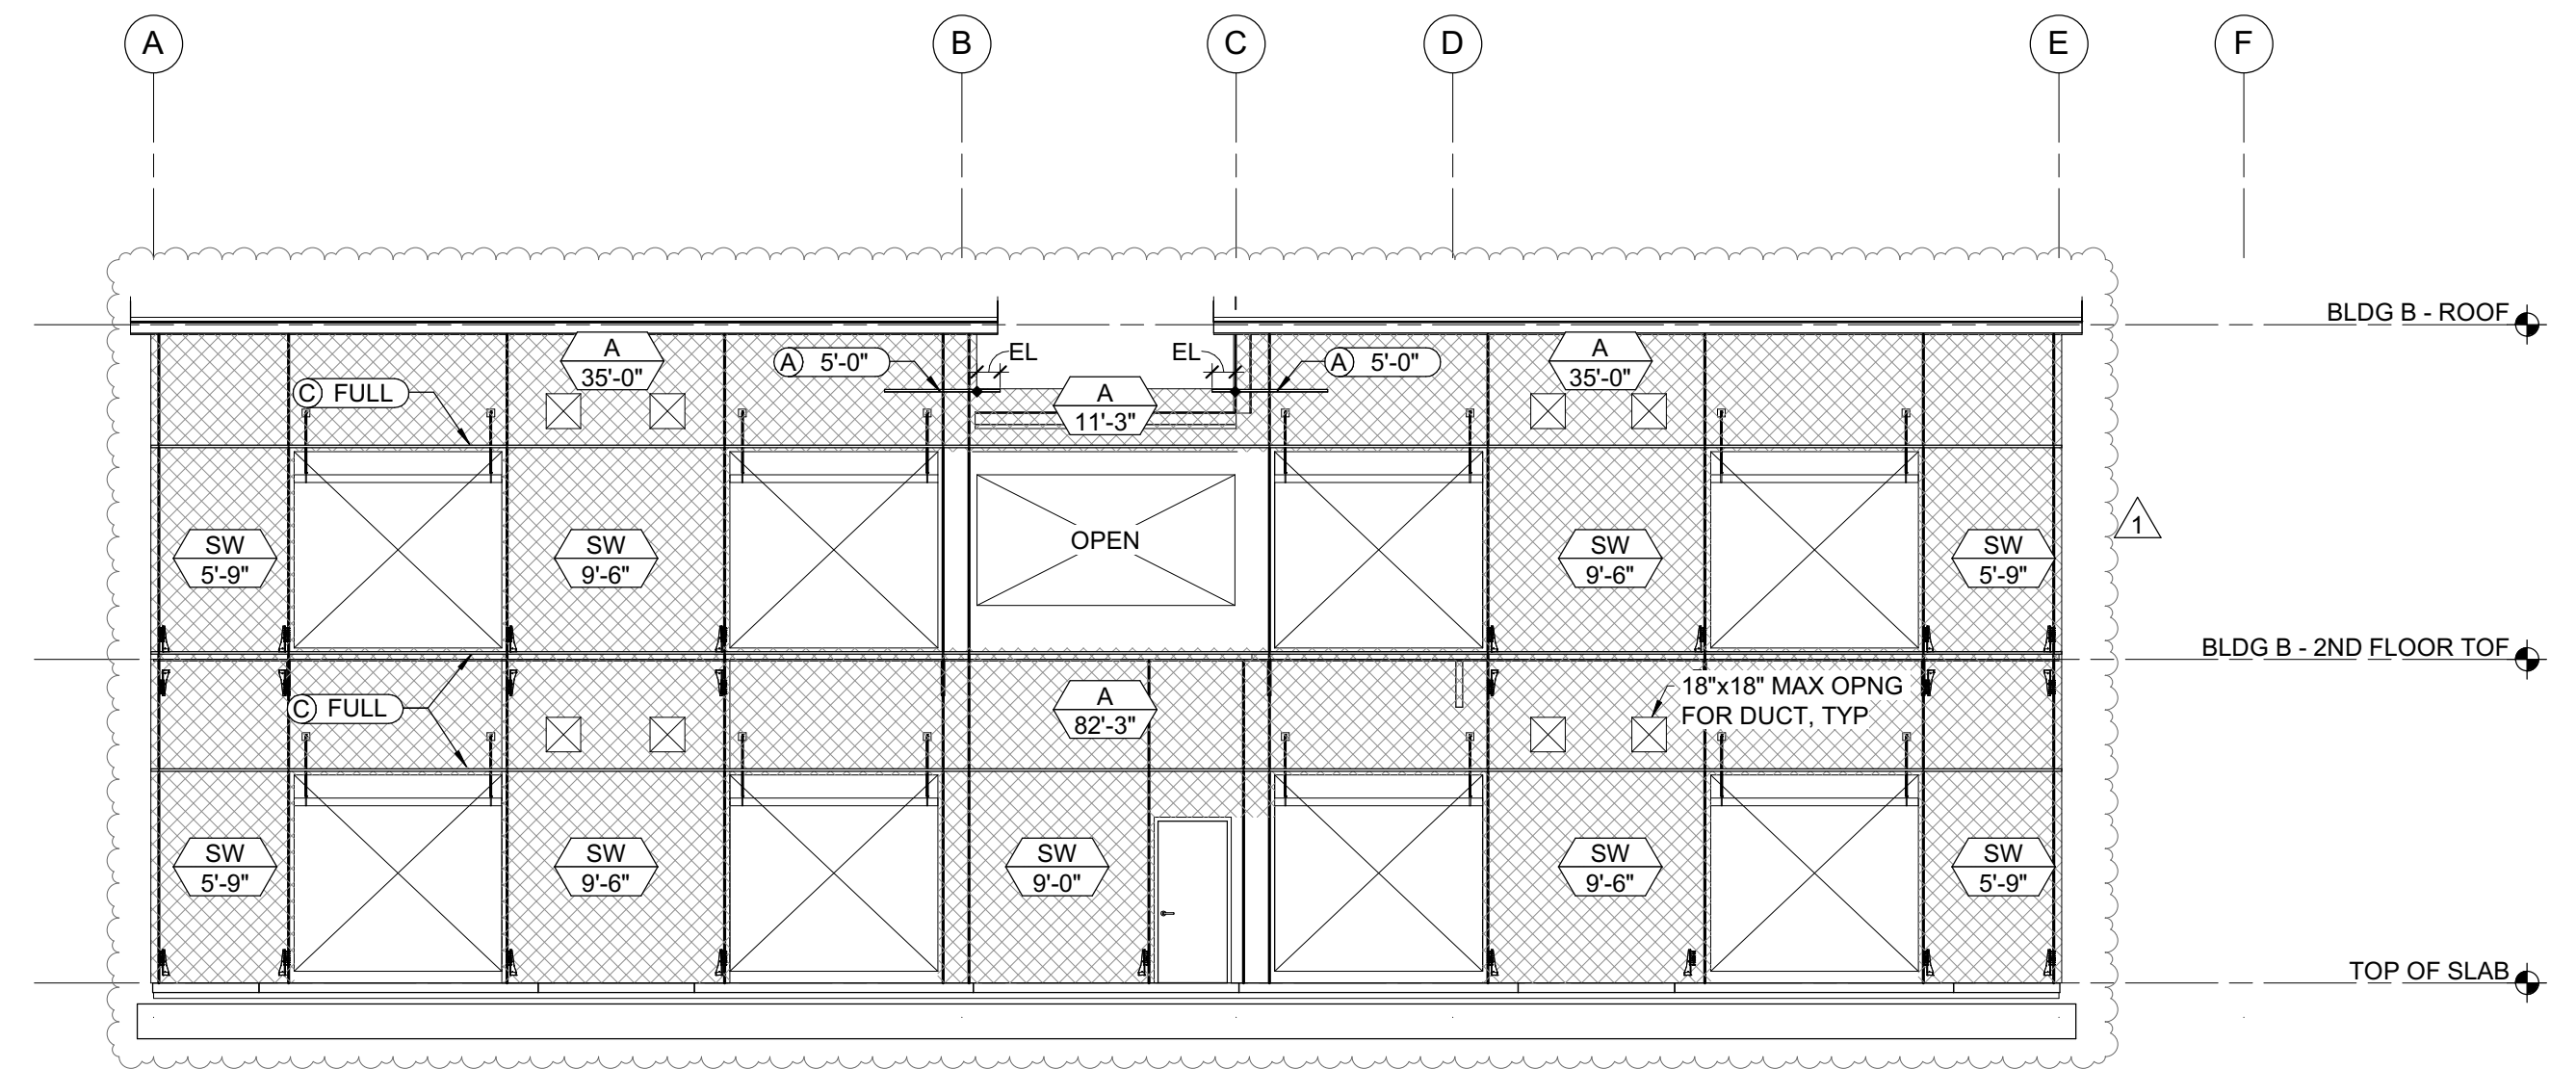 A B C D E F
BLDG B - ROOF
A
35'-0"
A 5'-0"
EL
EL
A 5'-0"
A
35'-0"
C FULL
A
11'-3"
OPEN
1
SW
5'-9"
SW
9'-6"
SW
9'-6"
SW
5'-9"
BLDG B - 2ND FLOOR TOF
C FULL
A
82'-3"
18"x18" MAX OPNG
FOR DUCT, TYP
SW
5'-9"
SW
9'-6"
SW
9'-0"
SW
9'-6"
SW
5'-9"
TOP OF SLAB